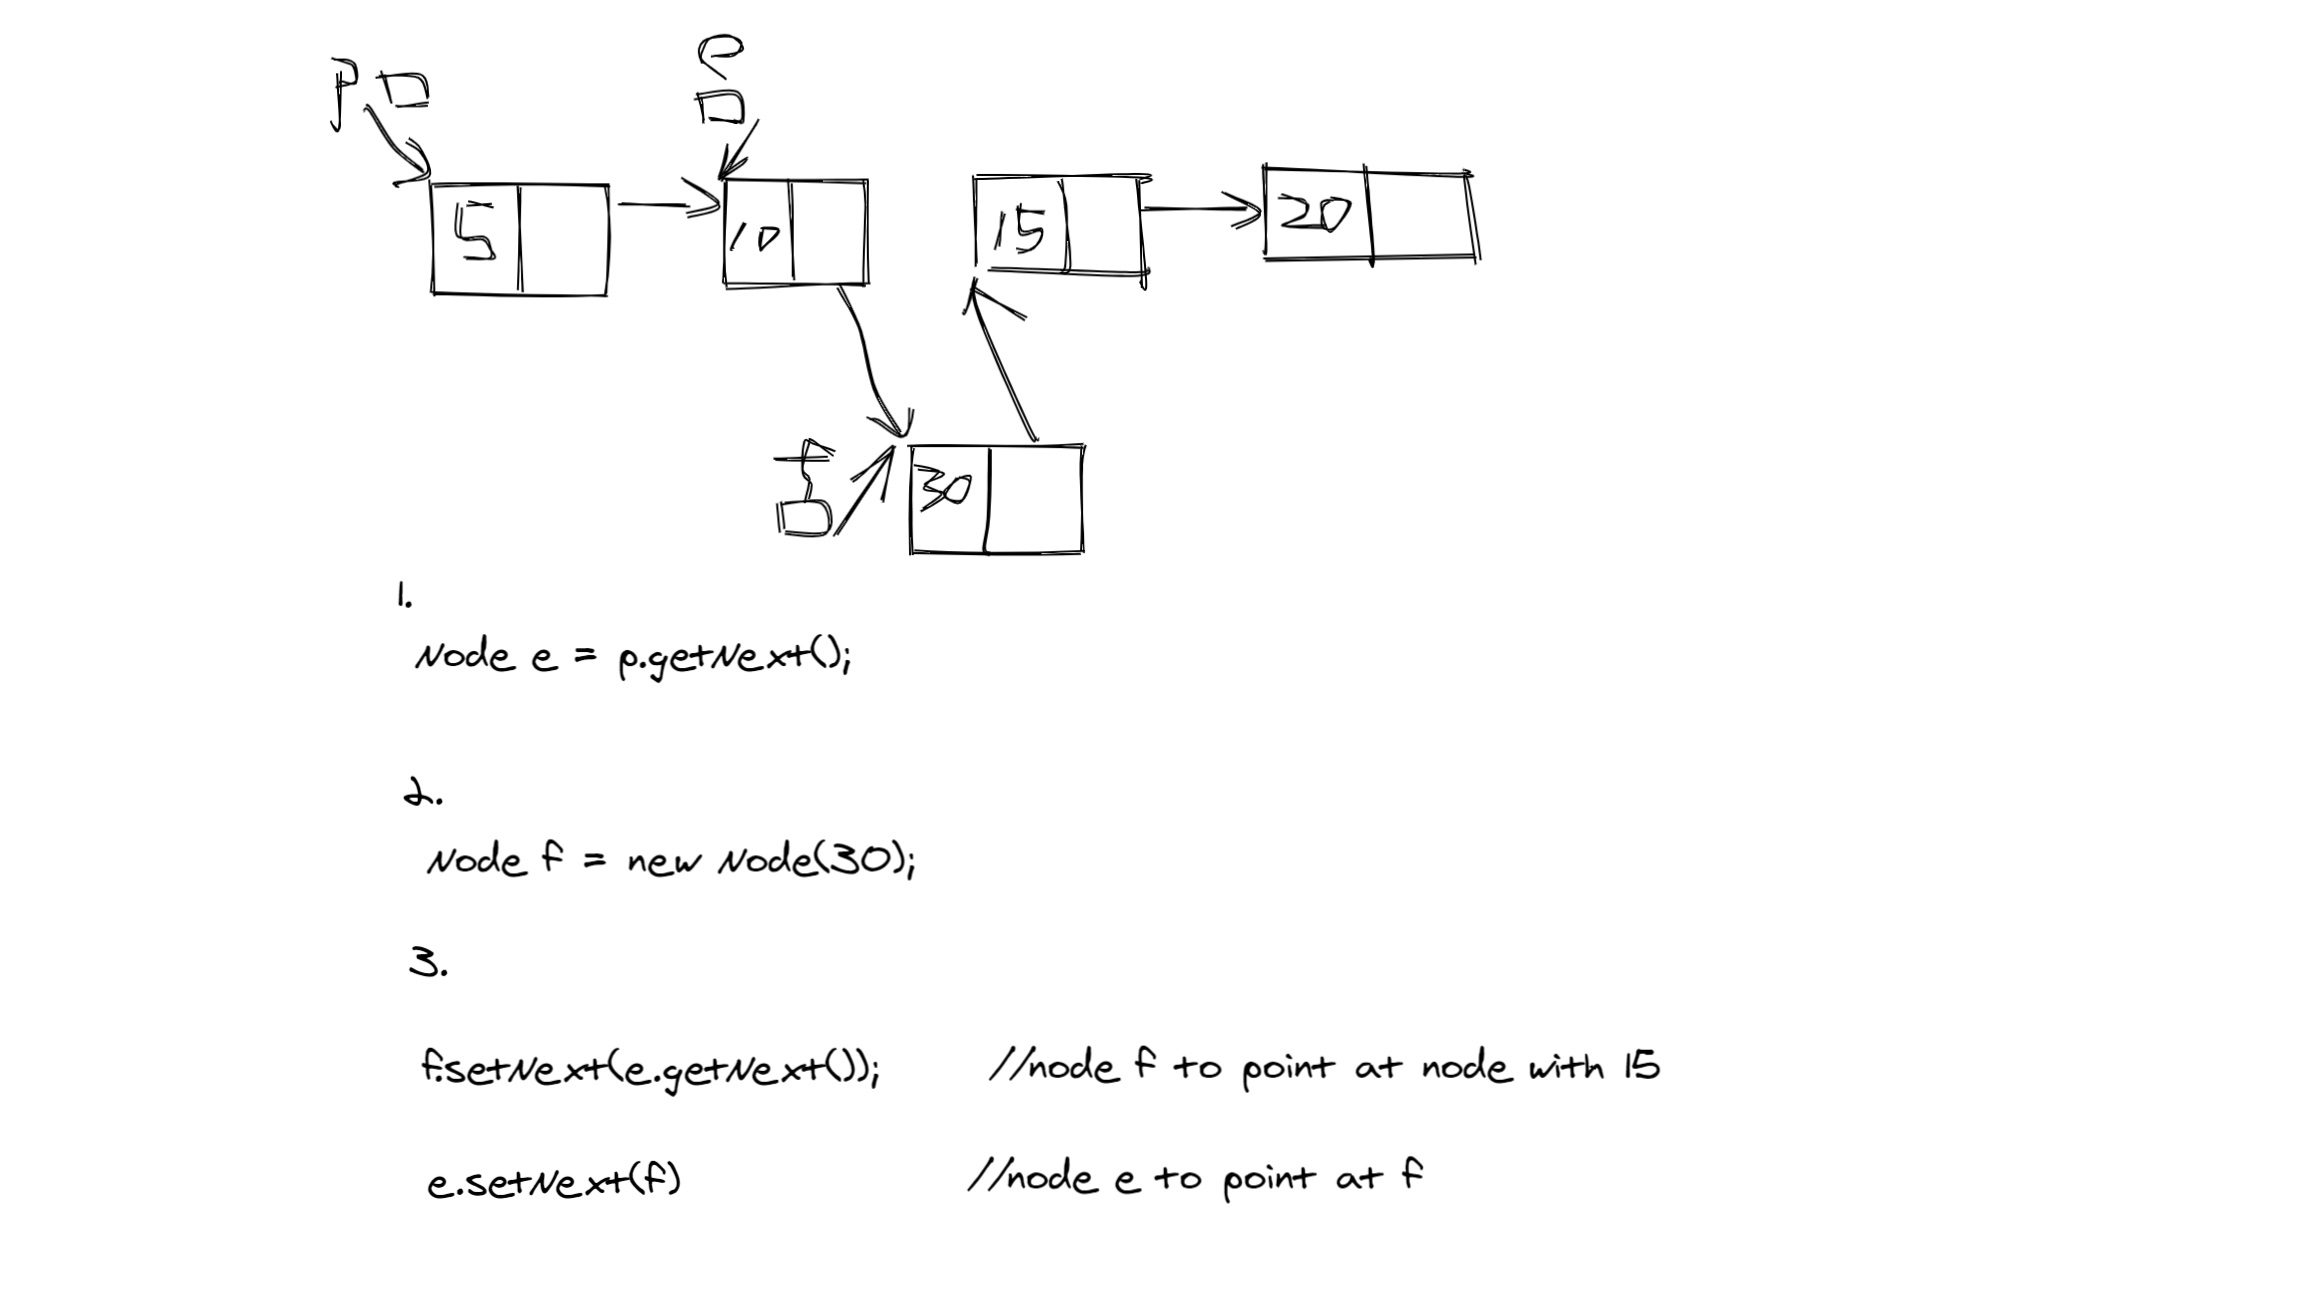 p
e
5
10
15
20
f
30
1.
Node e = p.getNext();
2.
Node f = new Node(30);
3.
f.setNext(e.getNext()); //node f to point at node with 15
e.setNext(f) //node e to point at f